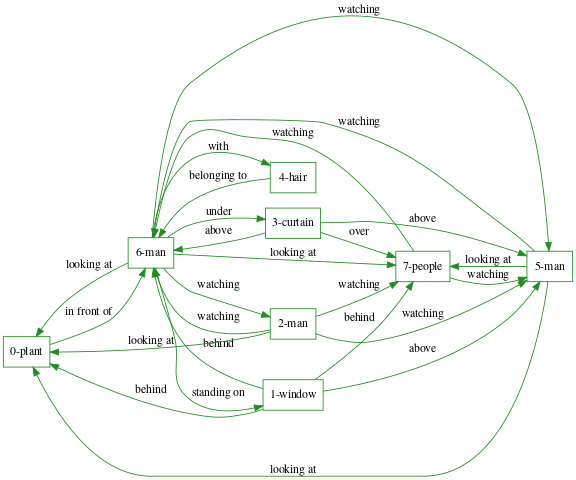 watching
watching
watching
with
4-hair
belonging to
under
3-curtain
above
above
over
6-man
looking at
looking at
7-people
looking at
5-man
watching
watching
watching
in front of
watching
2-man
watching
behind
looking at
behind
0-plant
above
behind
standing on
1-window
looking at